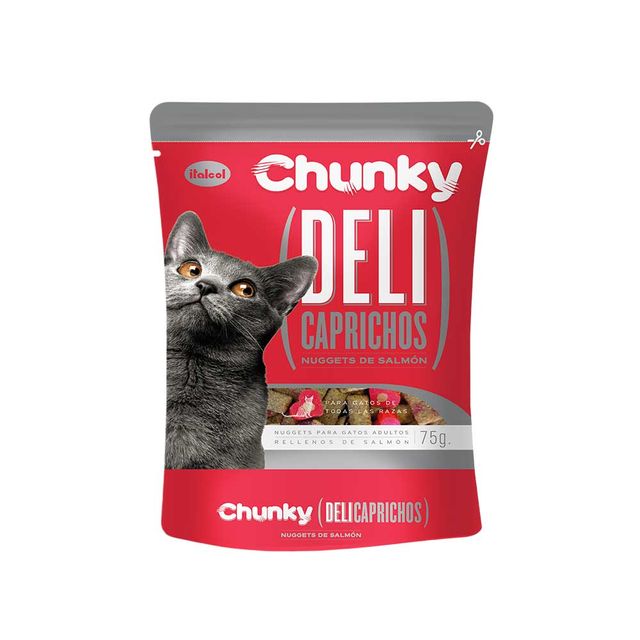 italcol
Chunky
(DELI
CAPRICHOS)
NUGGETS DE SALMÓN
PARA GATOS DE
TODAS LAS RAZAS
NUGGETS PARA GATOS ADULTOS
RELLENOS DE SALMÓN
75g.
Chunky (DELICAPRICHOS)
NUGGETS DE SALMÓN